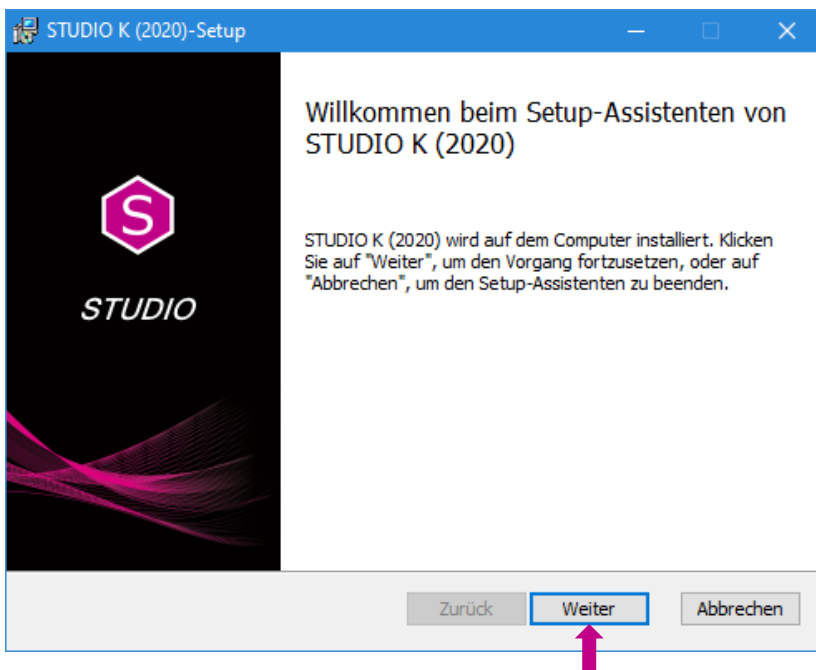 STUDIO K (2020)-Setup
Willkommen beim Setup-Assistenten von
STUDIO K (2020)
S
STUDIO
STUDIO K (2020) wird auf dem Computer installiert. Klicken
Sie auf "Weiter", um den Vorgang fortzusetzen, oder auf
"Abbrechen", um den Setup-Assistenten zu beenden.
Zurück
Weiter
Abbrechen